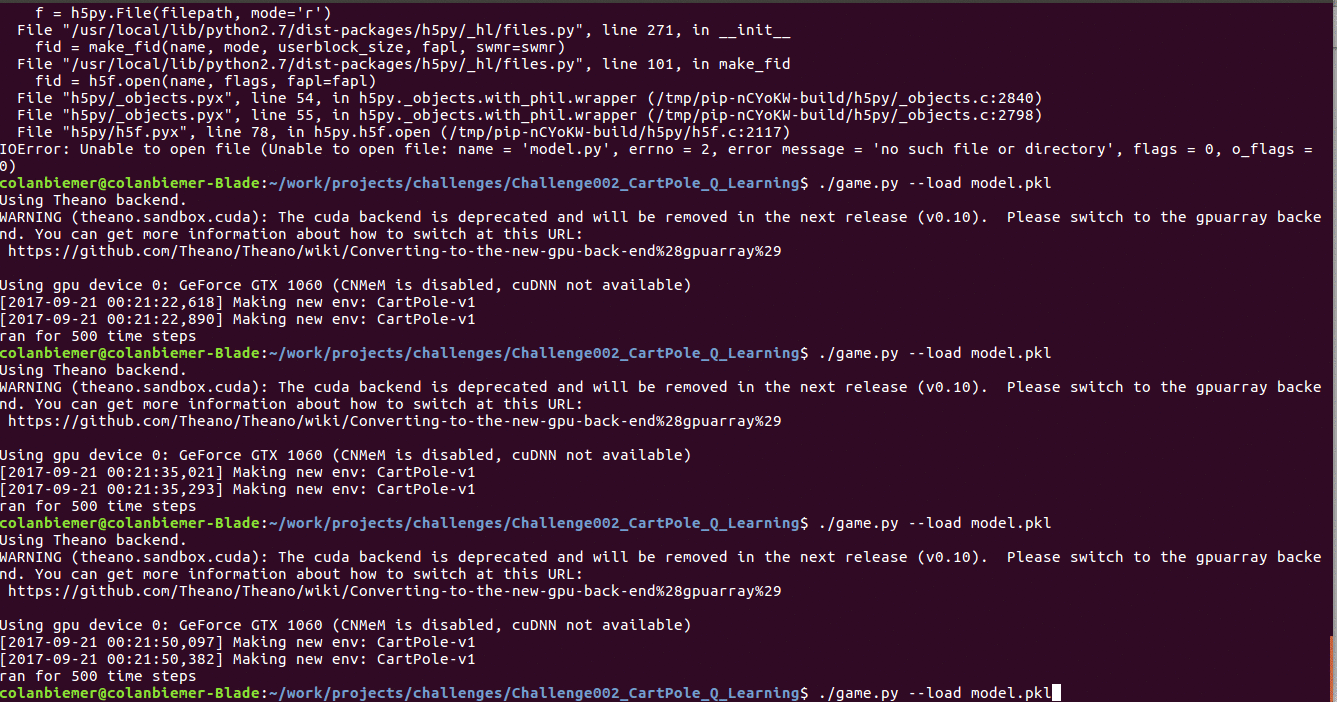 f = h5py.File(filepath, mode='r')
  File "/usr/local/lib/python2.7/dist-packages/h5py/_hl/files.py", line 271, in __init__
    fid = make_fid(name, mode, userblock_size, fapl, swmr=swmr)
  File "/usr/local/lib/python2.7/dist-packages/h5py/_hl/files.py", line 101, in make_fid
    fid = h5f.open(name, flags, fapl=fapl)
  File "h5py/_objects.pyx", line 54, in h5py._objects.with_phil.wrapper (/tmp/pip-nCYoKW-build/h5py/_objects.c:2840)
  File "h5py/_objects.pyx", line 55, in h5py._objects.with_phil.wrapper (/tmp/pip-nCYoKW-build/h5py/_objects.c:2798)
  File "h5py/h5f.pyx", line 78, in h5py.h5f.open (/tmp/pip-nCYoKW-build/h5py/h5f.c:2117)
IOError: Unable to open file (Unable to open file: name = 'model.py', errno = 2, error message = 'no such file or directory', flags = 0, o_flags =
0)
colanbiemer@colanbiemer-Blade:~/work/projects/challenges/Challenge002_CartPole_Q_Learning$ ./game.py --load model.pkl
Using Theano backend.
WARNING (theano.sandbox.cuda): The cuda backend is deprecated and will be removed in the next release (v0.10).  Please switch to the gpuarray backe
nd. You can get more information about how to switch at this URL:
 https://github.com/Theano/Theano/wiki/Converting-to-the-new-gpu-back-end%28gpuarray%29

Using gpu device 0: GeForce GTX 1060 (CNMeM is disabled, cuDNN not available)
[2017-09-21 00:21:22,618] Making new env: CartPole-v1
[2017-09-21 00:21:22,890] Making new env: CartPole-v1
ran for 500 time steps
colanbiemer@colanbiemer-Blade:~/work/projects/challenges/Challenge002_CartPole_Q_Learning$ ./game.py --load model.pkl
Using Theano backend.
WARNING (theano.sandbox.cuda): The cuda backend is deprecated and will be removed in the next release (v0.10).  Please switch to the gpuarray backe
nd. You can get more information about how to switch at this URL:
 https://github.com/Theano/Theano/wiki/Converting-to-the-new-gpu-back-end%28gpuarray%29

Using gpu device 0: GeForce GTX 1060 (CNMeM is disabled, cuDNN not available)
[2017-09-21 00:21:35,021] Making new env: CartPole-v1
[2017-09-21 00:21:35,293] Making new env: CartPole-v1
ran for 500 time steps
colanbiemer@colanbiemer-Blade:~/work/projects/challenges/Challenge002_CartPole_Q_Learning$ ./game.py --load model.pkl
Using Theano backend.
WARNING (theano.sandbox.cuda): The cuda backend is deprecated and will be removed in the next release (v0.10).  Please switch to the gpuarray backe
nd. You can get more information about how to switch at this URL:
 https://github.com/Theano/Theano/wiki/Converting-to-the-new-gpu-back-end%28gpuarray%29

Using gpu device 0: GeForce GTX 1060 (CNMeM is disabled, cuDNN not available)
[2017-09-21 00:21:50,097] Making new env: CartPole-v1
[2017-09-21 00:21:50,382] Making new env: CartPole-v1
ran for 500 time steps
colanbiemer@colanbiemer-Blade:~/work/projects/challenges/Challenge002_CartPole_Q_Learning$ ./game.py --load model.pkl